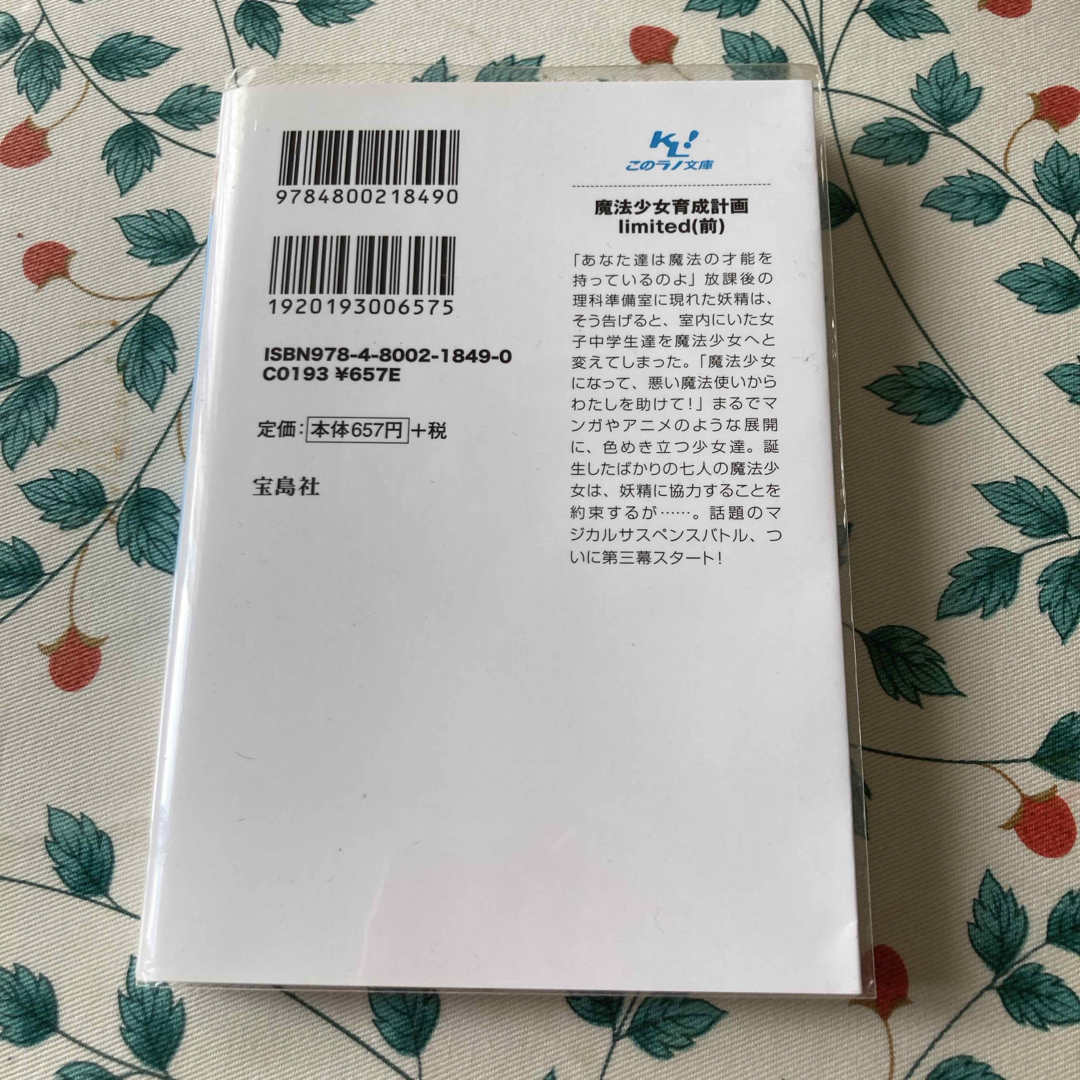 9784800218490
1920193006575
ISBN978-4-8002-1849-0
C0193 ¥657E
定価：本体657円+税
宝島社
KL!
このラノ文庫
魔法少女育成計画
limited(前)
「あなた達は魔法の才能を
持っているのよ」放課後の
理科準備室に現れた妖精は、
そう告げると、室内にいた女
子中学生達を魔法少女へと
変えてしまった。「魔法少女
になって、悪い魔法使いから
わたしを助けて！」まるでマ
ンガやアニメのような展開
に、色めき立つ少女達。誕
生したばかりの七人の魔法少
女は、妖精に協力することを
約束するが……。話題のマ
ジカルサスペンスバトル、つ
いに第三幕スタート！